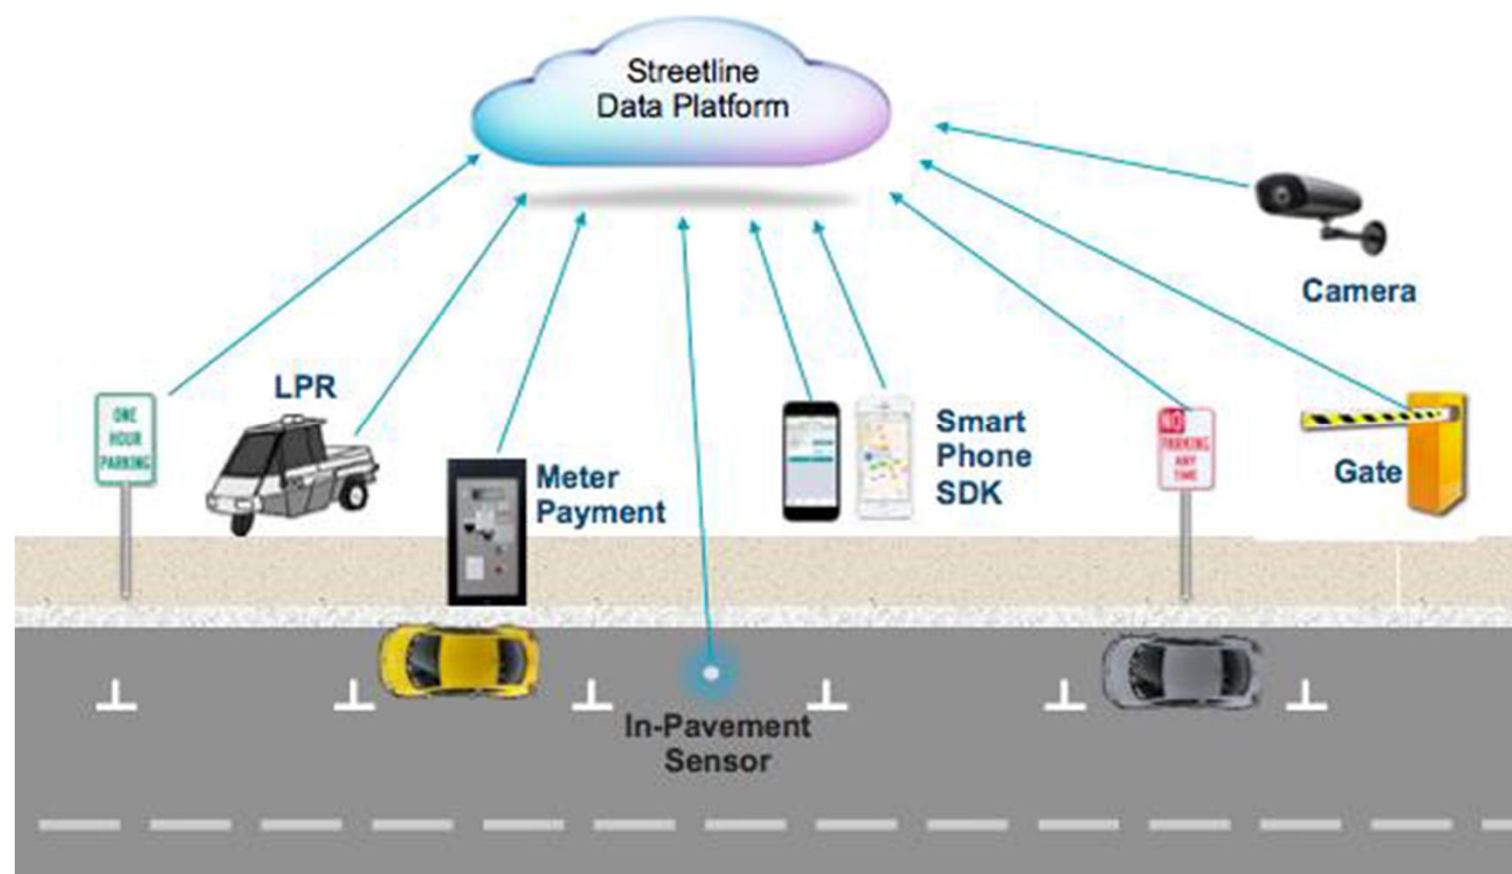 Streetline
Data Platform
Camera
LPR
ONE
HOUR
PARKING
Meter
Payment
Smart
Phone
SDK
NO
PARKING
ANY
TIME
Gate
In-Pavement
Sensor